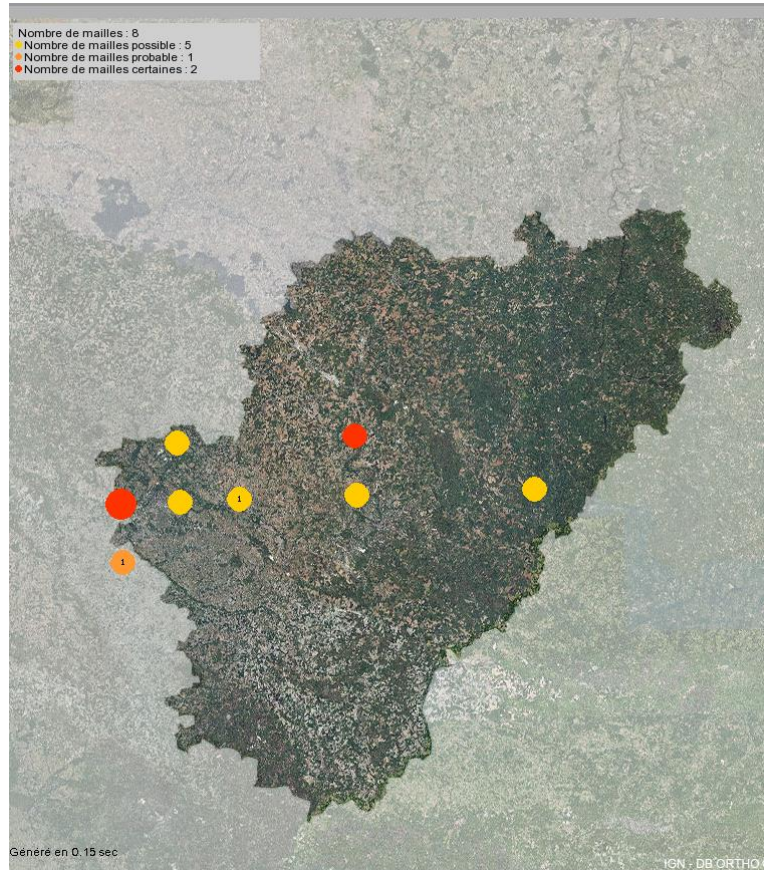 Nombre de mailles : 8
Nombre de mailles possible : 5
Nombre de mailles probable : 1
Nombre de mailles certaines : 2
1
1
Généré en 0.15 sec
IGN - DB ORTHO